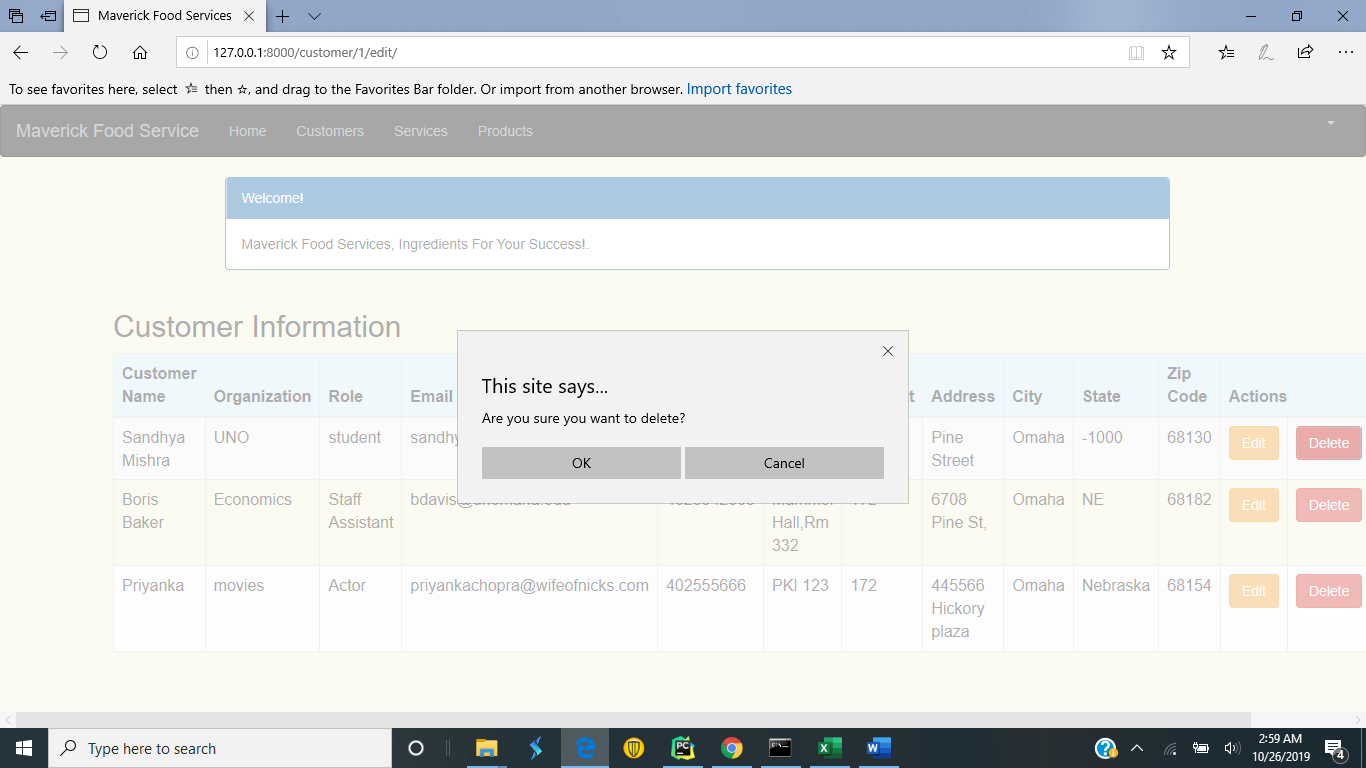 Maverick Food Services
127.0.0.1:8000/customer/1/edit/
To see favorites here, select then , and drag to the Favorites Bar folder. Or import from another browser. Import favorites
Maverick Food Service Home Customers Services Products
Welcome!
Maverick Food Services, Ingredients For Your Success!.
Customer Information
This site says...
Are you sure you want to delete?
OK Cancel
Customer Name Organization Role Email t Address City State Zip Code Actions
Sandhya Mishra UNO student sandhy Pine Street Omaha -1000 68130 Edit Delete
Boris Baker Economics Staff Assistant Hall,Rm 332 6708 Pine St, Omaha NE 68182 Edit Delete
Priyanka movies Actor priyankachopra@wifeofnicks.com 402555666 PKI 123 172 445566 Hickory plaza Omaha Nebraska 68154 Edit Delete
Type here to search
PC
2:59 AM
10/26/2019
4